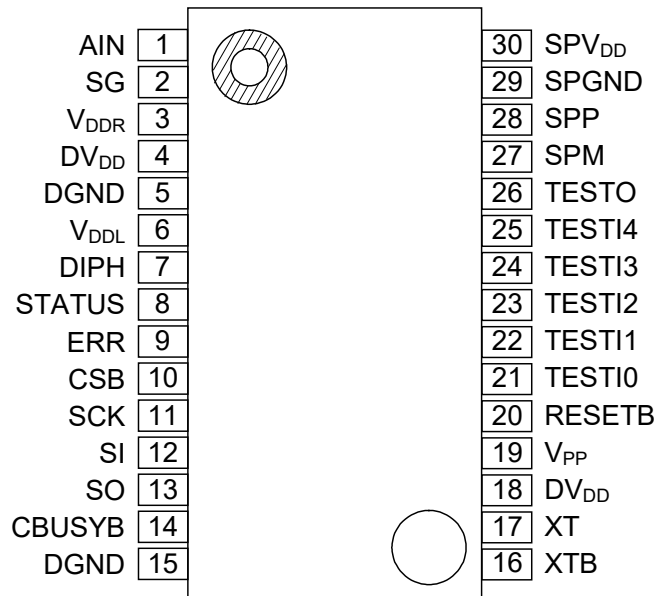 AIN 1 30 SPVDD
SG 2 29 SPGND
VDDR 3 28 SPP
DVDD 4 27 SPM
DGND 5 26 TESTO
VDDL 6 25 TESTI4
DIPH 7 24 TESTI3
STATUS 8 23 TESTI2
ERR 9 22 TESTI1
CSB 10 21 TESTI0
SCK 11 20 RESETB
SI 12 19 VPP
SO 13 18 DVDD
CBUSYB 14 17 XT
DGND 15 16 XTB